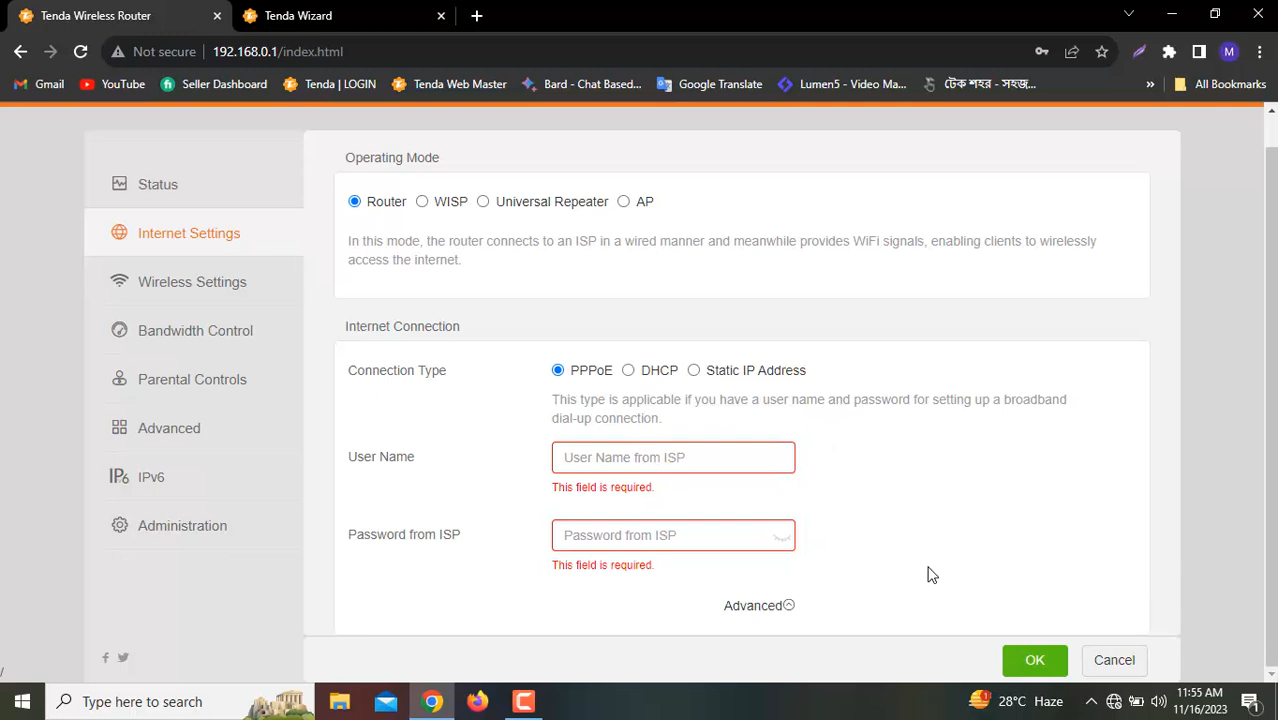 Tenda Wireless Router
Tenda Wizard
Not secure 192.168.0.1/index.html
M
Gmail YouTube Seller Dashboard Tenda | LOGIN Tenda Web Master Bard - Chat Based... Google Translate Lumen5 - Video Ma... টেক শহর - সহজ... » All Bookmarks
Status
Internet Settings
Wireless Settings
Bandwidth Control
Parental Controls
Advanced
IPv6 IPv6
Administration
Operating Mode
Router WISP Universal Repeater AP
In this mode, the router connects to an ISP in a wired manner and meanwhile provides WiFi signals, enabling clients to wirelessly
access the internet.
Internet Connection
Connection Type PPPoE DHCP Static IP Address
This type is applicable if you have a user name and password for setting up a broadband
dial-up connection.
User Name User Name from ISP
This field is required.
Password from ISP Password from ISP
This field is required.
Advanced
OK Cancel
/
Type here to search
1 28°C Haze
11:55 AM
11/16/2023
1